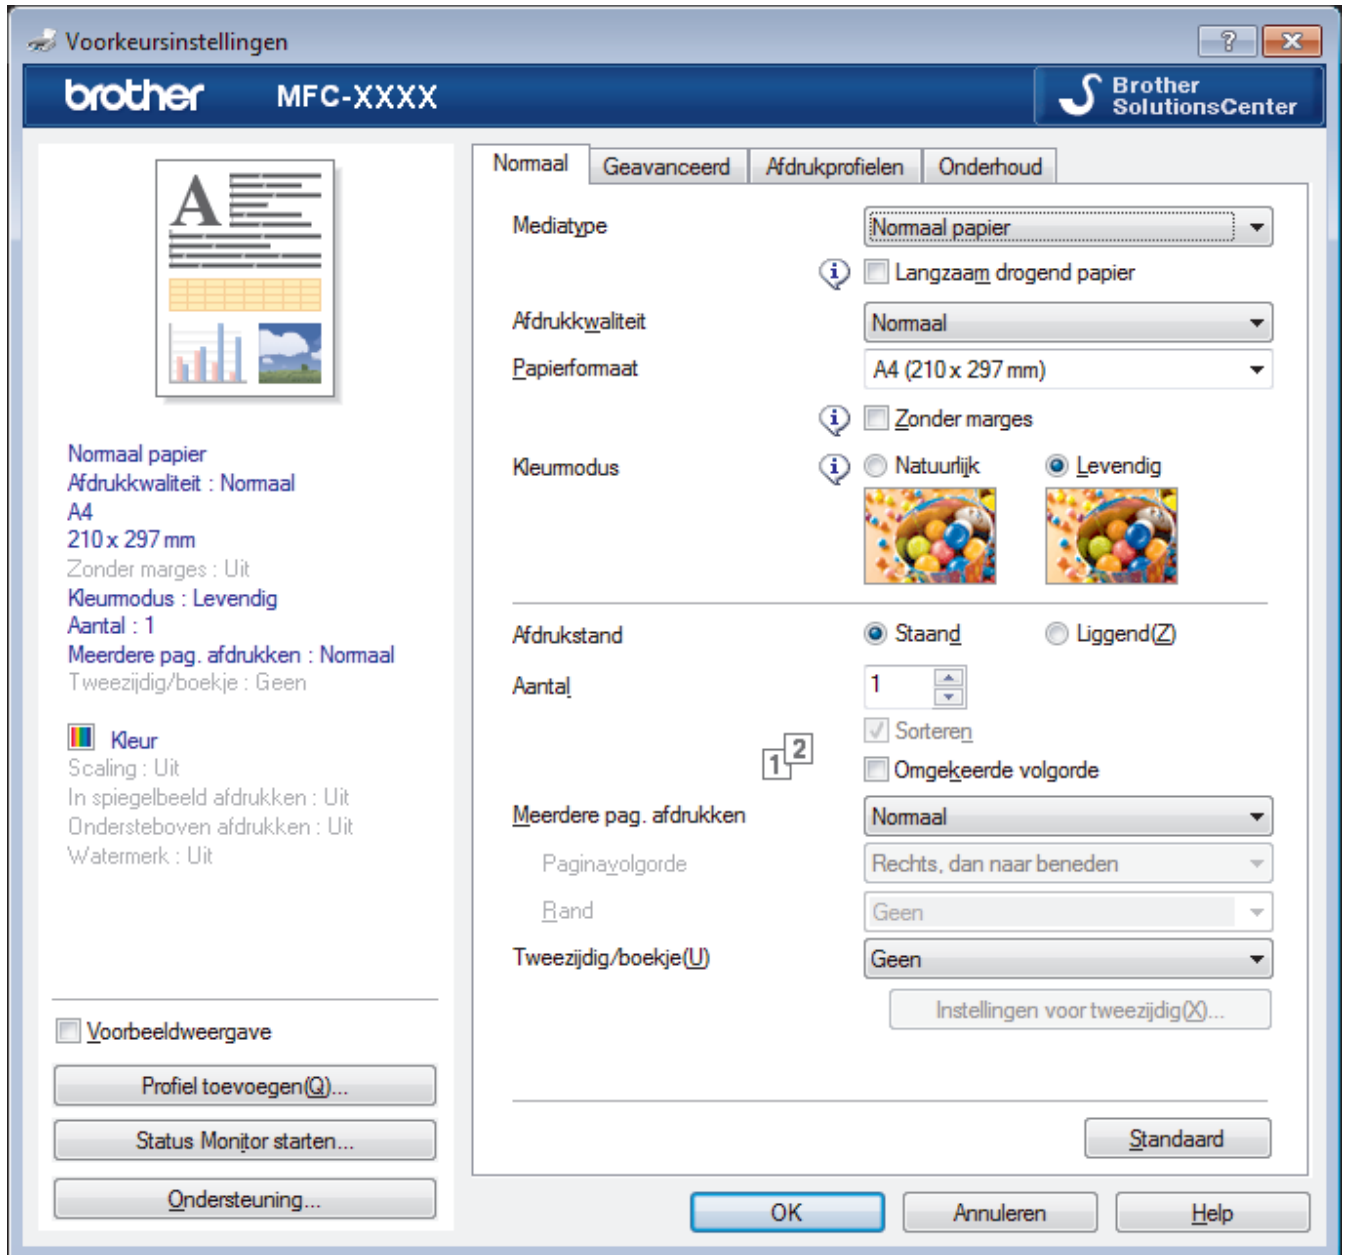 Voorkeursinstellingen
brother MFC-XXXX
Brother
SolutionsCenter
A
Normaal papier
Afdrukkwaliteit : Normaal
A4
210 x 297 mm
Zonder marges : Uit
Kleurmodus : Levendig
Aantal : 1
Meerdere pag. afdrukken : Normaal
Tweezijdig/boekje : Geen
Kleur
Scaling : Uit
In spiegelbeeld afdrukken : Uit
Ondersteboven afdrukken : Uit
Watermerk : Uit
Voorbeeldweergave
Profiel toevoegen(Q)...
Status Monitor starten...
Ondersteuning...
Normaal Geavanceerd Afdrukprofielen Onderhoud
Mediatype Normaal papier
Langzaam drogend papier
Afdrukkwaliteit Normaal
Papierformaat A4 (210 x 297 mm)
Zonder marges
Kleurmodus Natuurlijk Levendig
Afdrukstand Staand Liggend(Z)
Aantal 1
Sorteren
1 2
Omgekeerde volgorde
Meerdere pag. afdrukken Normaal
Paginavolgorde Rechts, dan naar beneden
Rand Geen
Tweezijdig/boekje(U) Geen
Instellingen voor tweezijdig(X)...
Standaard
OK Annuleren Help